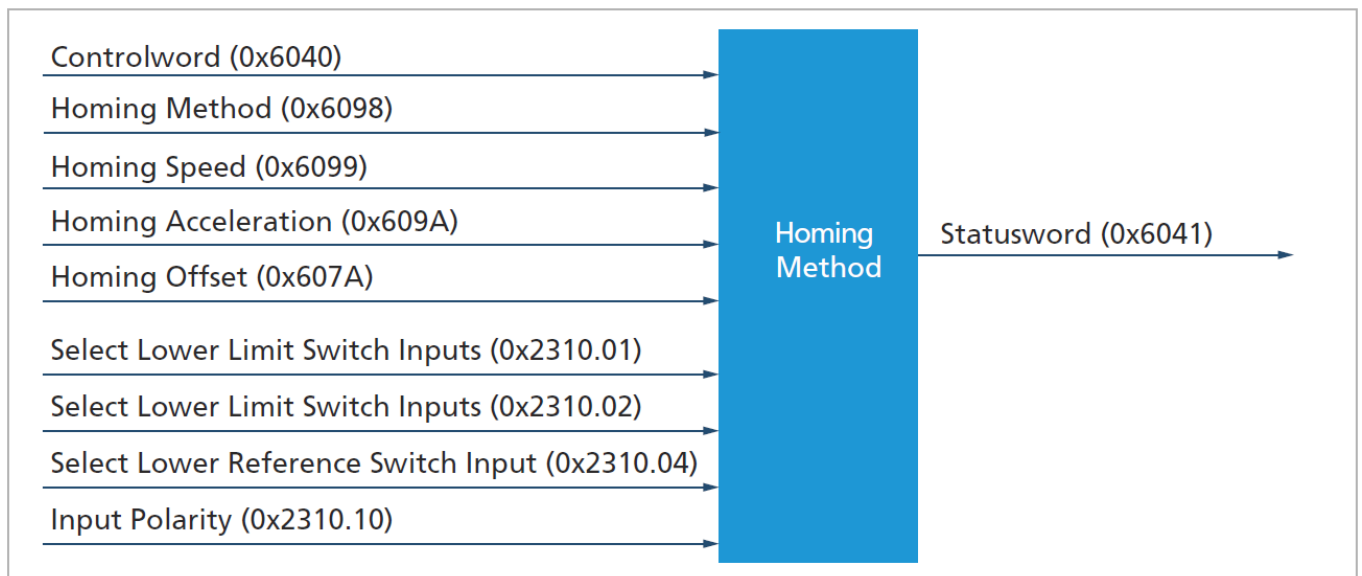 Controlword (0x6040)
Homing Method (0x6098)
Homing Speed (0x6099)
Homing Acceleration (0x609A)
Homing Offset (0x607A)
Select Lower Limit Switch Inputs (0x2310.01)
Select Lower Limit Switch Inputs (0x2310.02)
Select Lower Reference Switch Input (0x2310.04)
Input Polarity (0x2310.10)
Homing
Method
Statusword (0x6041)